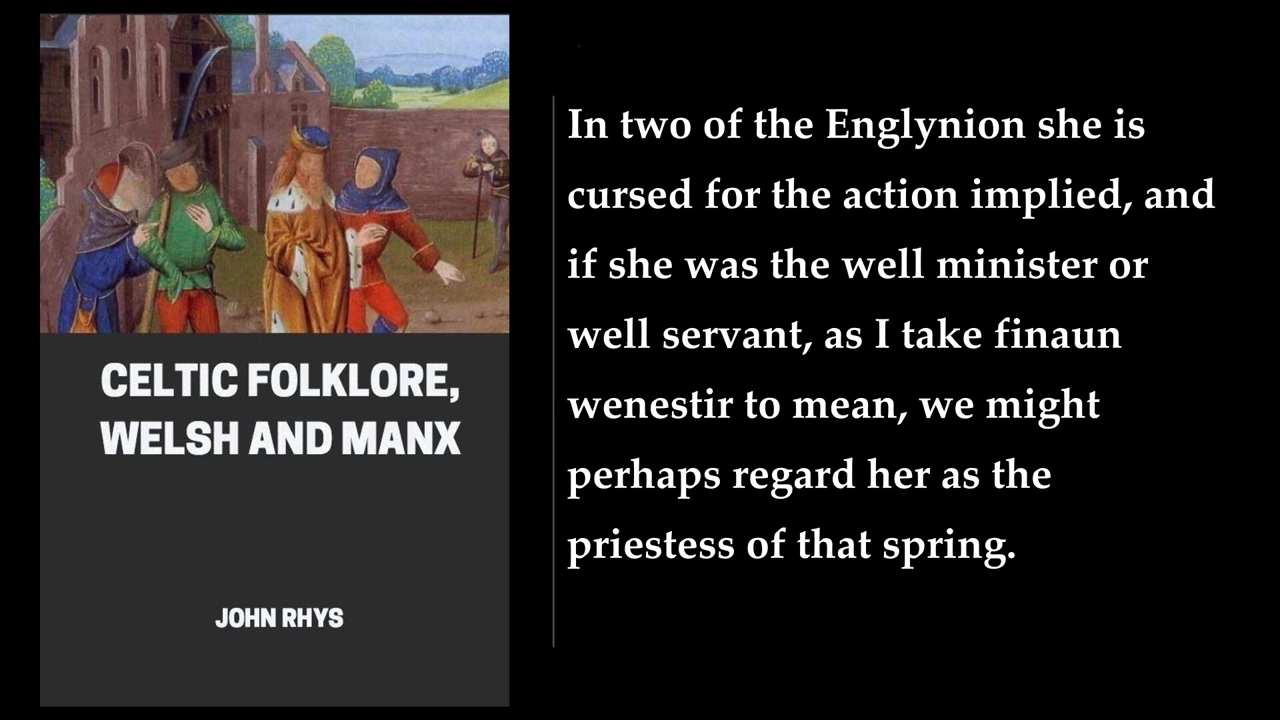 CELTIC FOLKLORE,
WELSH AND MANX
JOHN RHYS
In two of the Englynion she is
cursed for the action implied, and
if she was the well minister or
well servant, as I take finaun
wenestir to mean, we might
perhaps regard her as the
priestess of that spring.